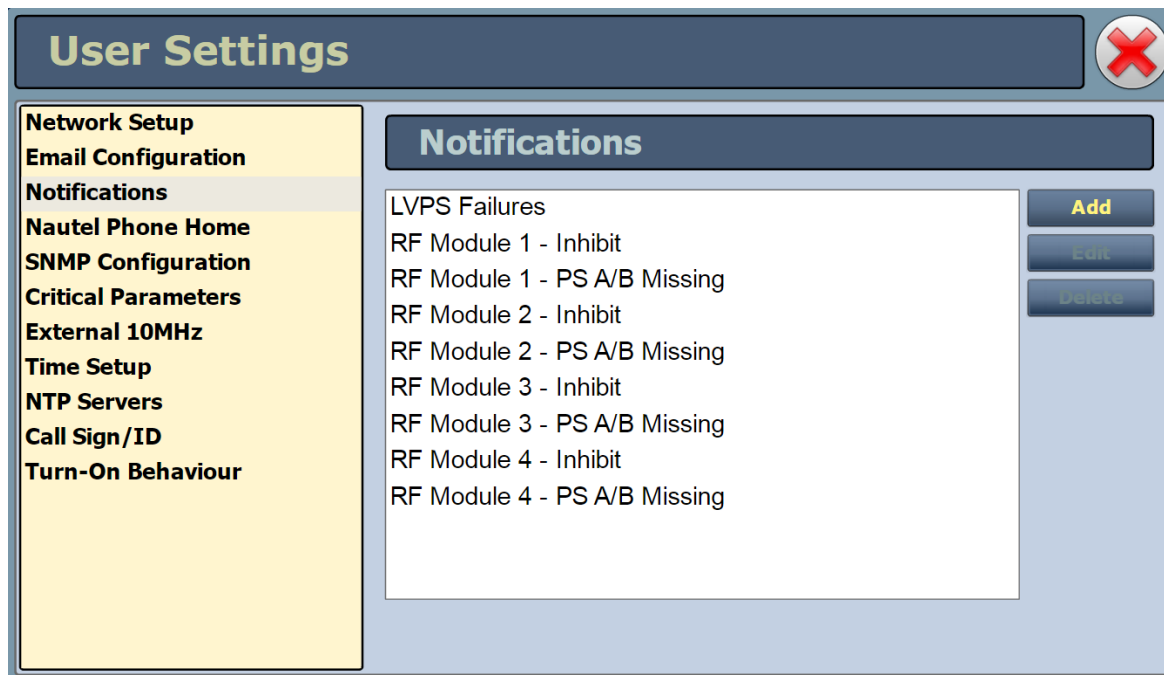 User Settings
Network Setup
Email Configuration
Notifications
Nautel Phone Home
SNMP Configuration
Critical Parameters
External 10MHz
Time Setup
NTP Servers
Call Sign/ID
Turn-On Behaviour
Notifications
LVPS Failures
RF Module 1 - Inhibit
RF Module 1 - PS A/B Missing
RF Module 2 - Inhibit
RF Module 2 - PS A/B Missing
RF Module 3 - Inhibit
RF Module 3 - PS A/B Missing
RF Module 4 - Inhibit
RF Module 4 - PS A/B Missing
Add
Edit
Delete